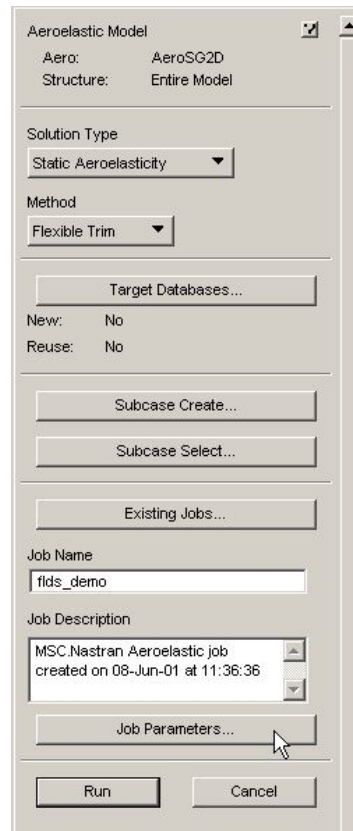 Aeroelastic Model
Aero: AeroSG2D
Structure: Entire Model
Solution Type
Static Aeroelasticity
Method
Flexible Trim
Target Databases...
New: No
Reuse: No
Subcase Create...
Subcase Select...
Existing Jobs...
Job Name
flds_demo
Job Description
MSC.Nastran Aeroelastic job
created on 08-Jun-01 at 11:36:36
Job Parameters...
Run Cancel